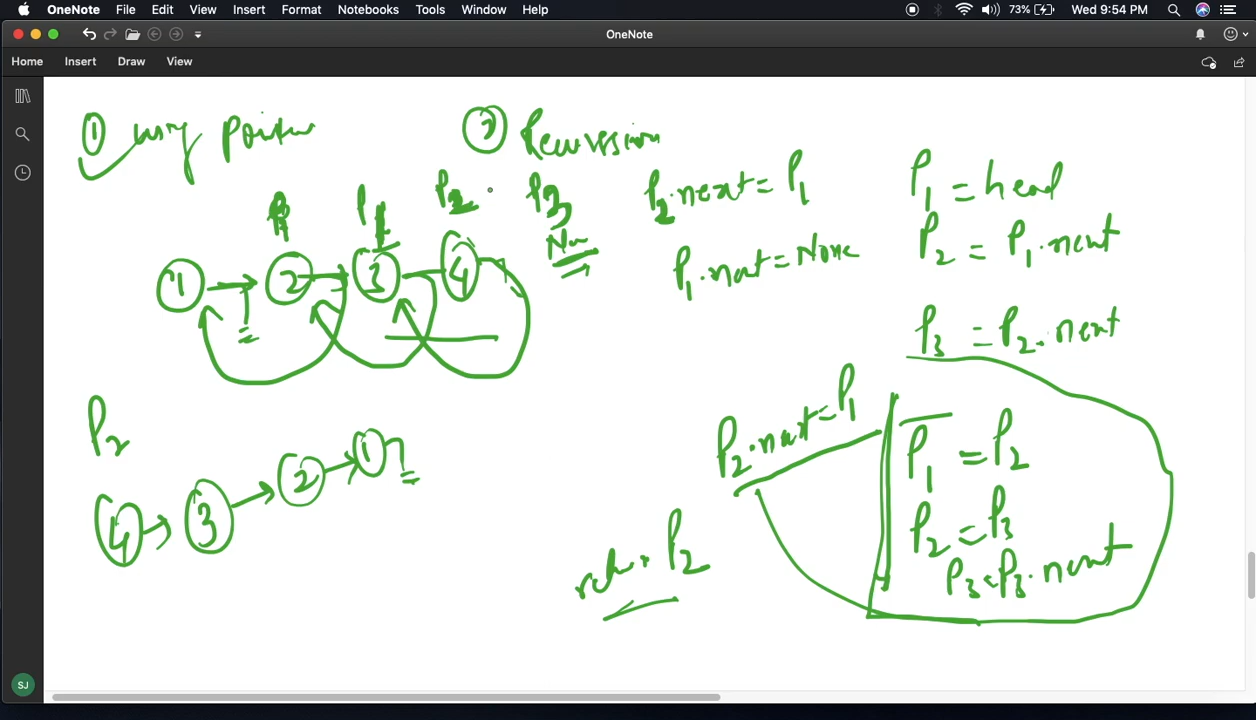 OneNote File Edit View Insert Format Notebooks Tools Window Help 73% Wed 9:54 PM
OneNote
Home Insert Draw View
① using pointers
② Recurssion
P2 P3
P2.next = P1
P1 = head
P1.next = None
P2 = P1.next
1 2 3 4
P3 = P2.next
P2
P2.next = P1
P1 = P2
4 3 2 1
P2 = P3
P3 = P3.next
return P2
SJ